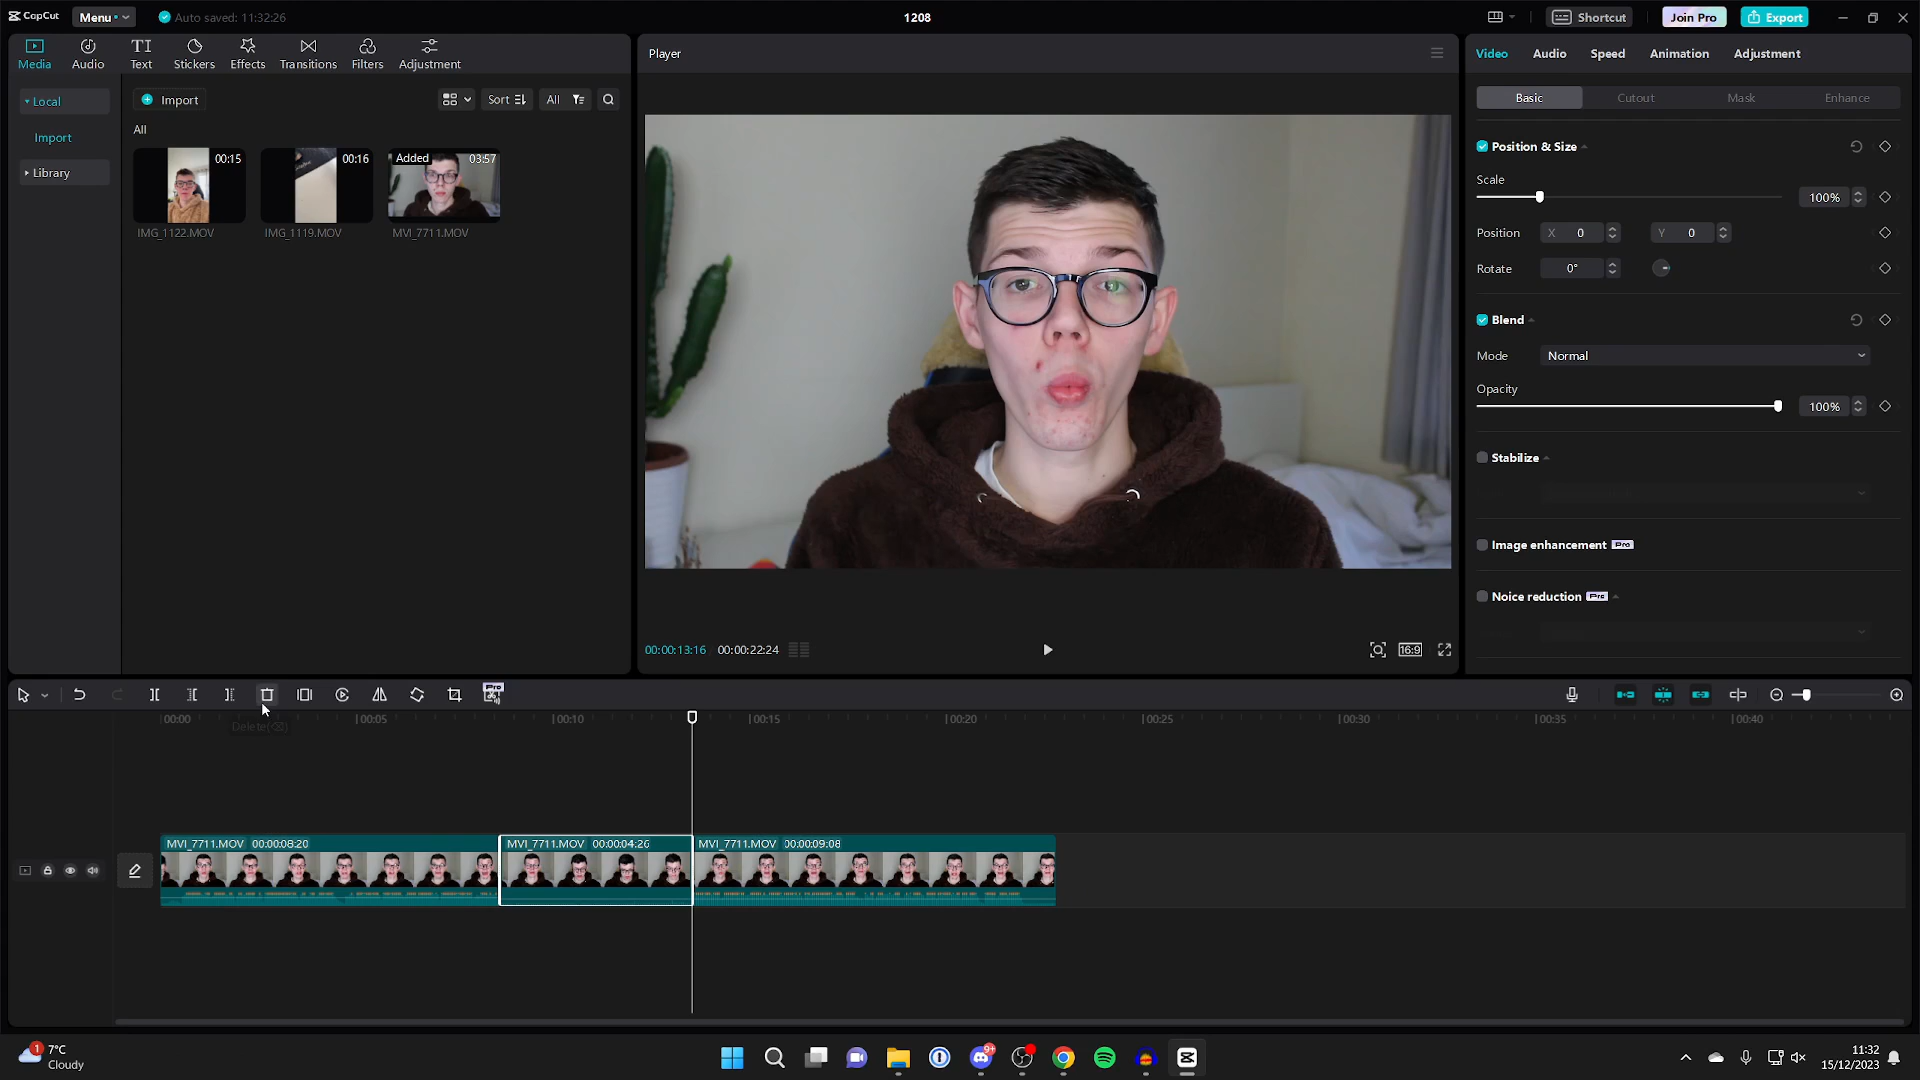 CapCut
Menu
Auto saved: 11:32:26
1208
Shortcut
Join Pro
Export
Media
Audio
Text
Stickers
Effects
Transitions
Filters
Adjustment
Local
Import
Library
Import
Sort
All
All
00:15
00:16
Added
03:57
IMG_1122.MOV
IMG_1119.MOV
MVI_7711.MOV
Player
00:00:13:16
00:00:22:24
16:9
Video
Audio
Speed
Animation
Adjustment
Basic
Cutout
Mask
Enhance
Position & Size
Scale
100%
Position
X 0
Y 0
Rotate
0°
Blend
Mode
Normal
Opacity
100%
Stabilize
Image enhancement Pro
Noice reduction Pro
Pro
Delete(⌫)
00:00
00:05
00:10
00:15
00:20
00:25
00:30
00:35
00:40
MVI_7711.MOV 00:00:08:20
MVI_7711.MOV 00:00:04:26
MVI_7711.MOV 00:00:09:08
1
7°C
Cloudy
9+
11:32
15/12/2023